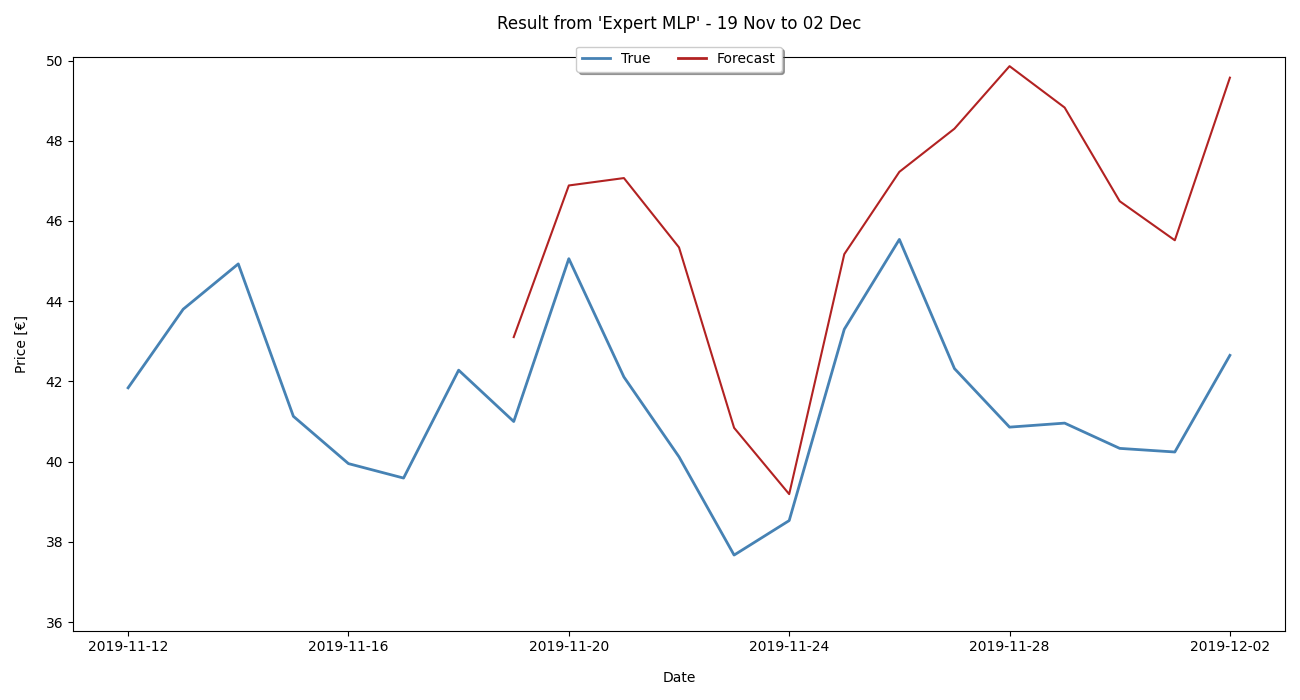 Result from 'Expert MLP' - 19 Nov to 02 Dec
True Forecast
50
48
46
44
42
40
38
36
Price [€]
2019-11-12 2019-11-16 2019-11-20 2019-11-24 2019-11-28 2019-12-02
Date